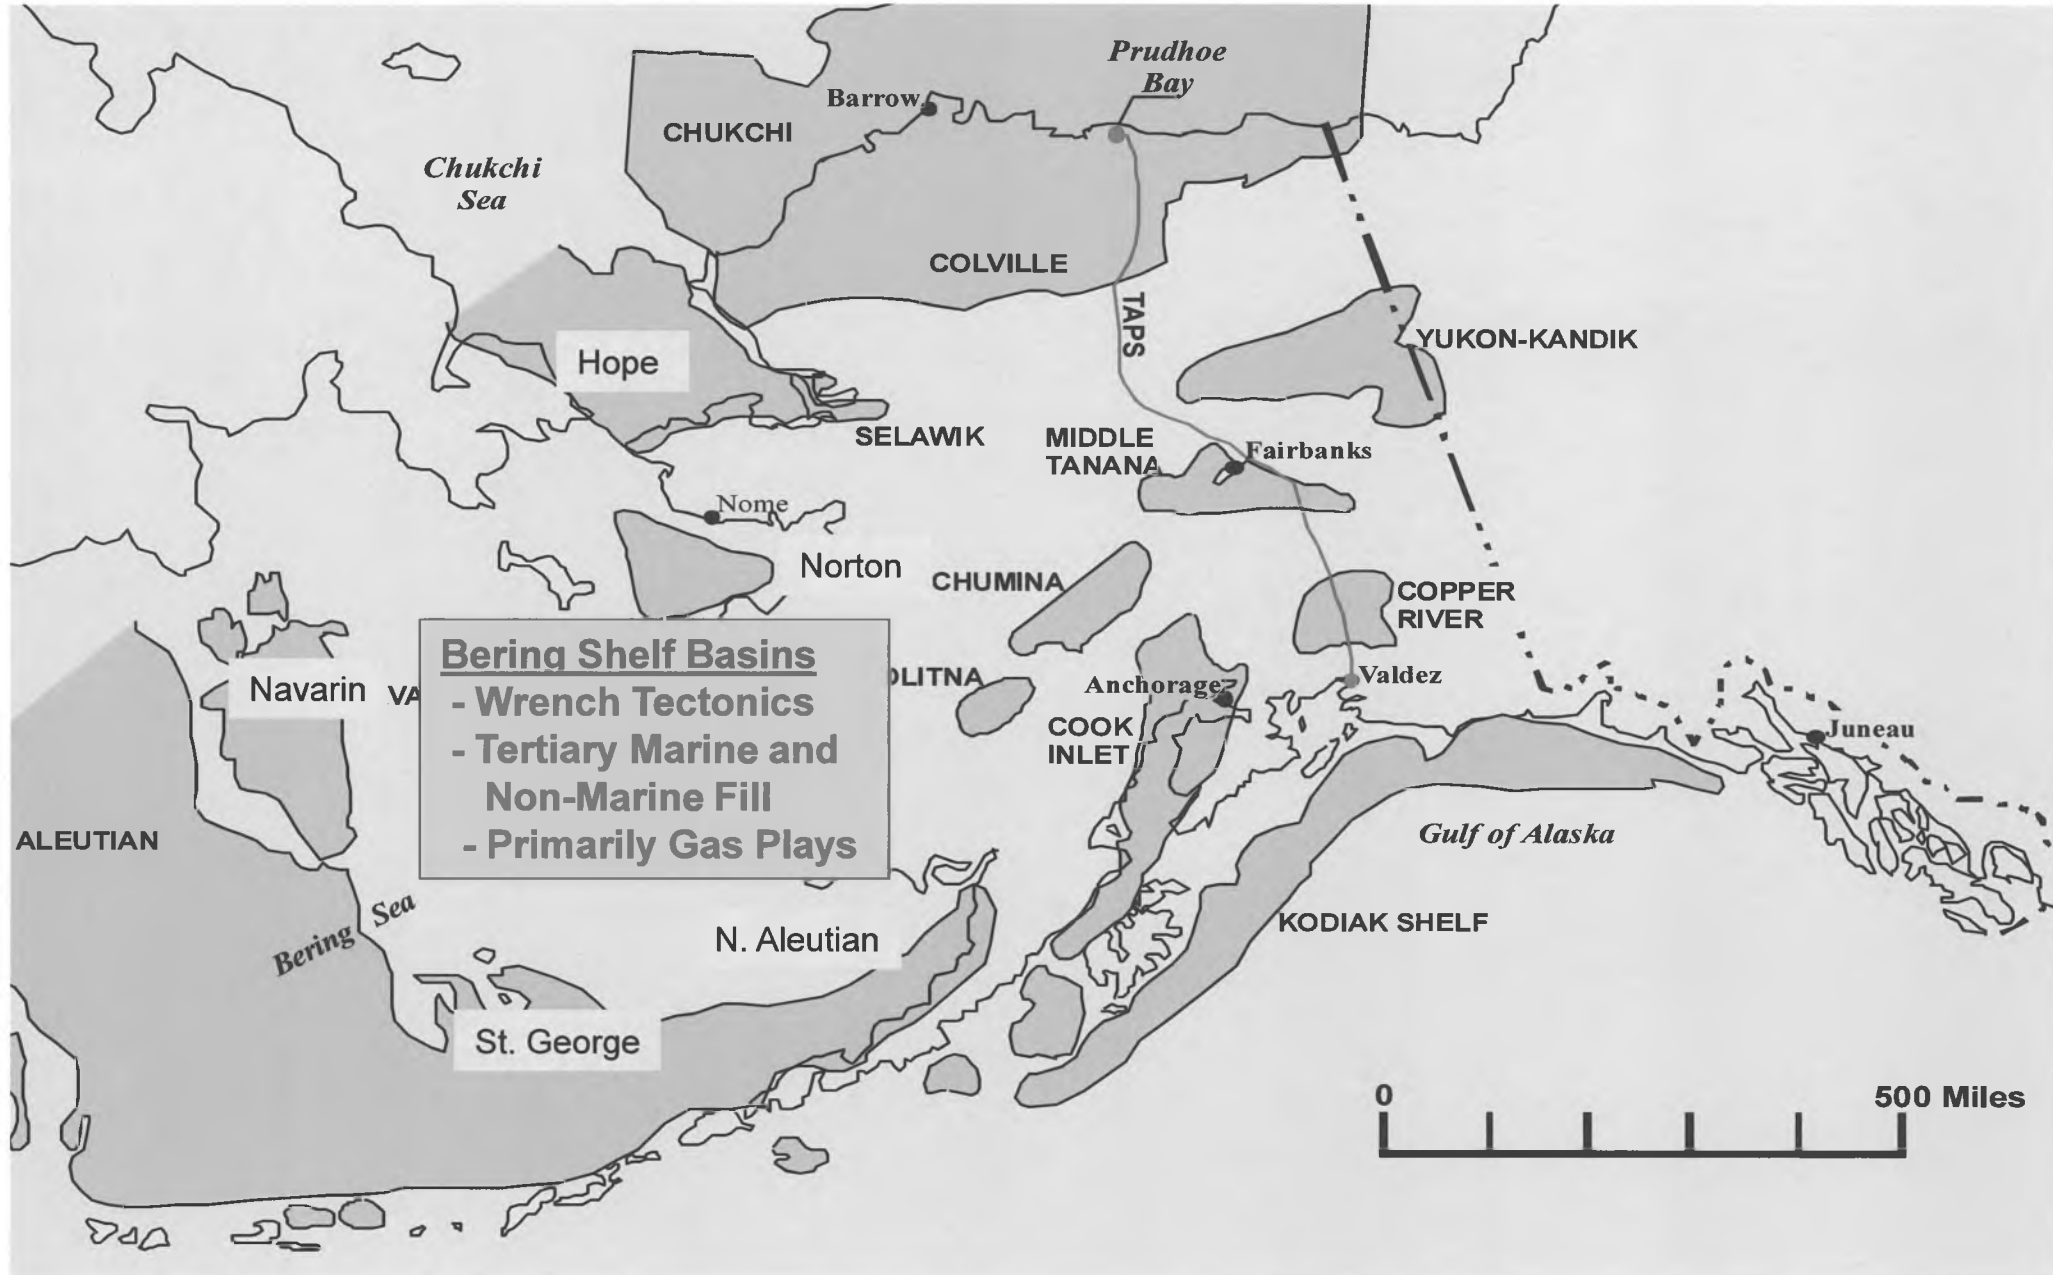 Prudhoe
Bay
Barrow
CHUKCHI
Chukchi
Sea
COLVILLE
TAPS
YUKON-KANDIK
Hope
SELAWIK
MIDDLE
TANANA
Fairbanks
Nome
Norton
CHUMINA
COPPER
RIVER
Bering Shelf Basins
- Wrench Tectonics
- Tertiary Marine and
Non-Marine Fill
- Primarily Gas Plays
Navarin
VA
OLITNA
Anchorage
Valdez
COOK
INLET
Juneau
ALEUTIAN
Gulf of Alaska
Bering Sea
N. Aleutian
KODIAK SHELF
St. George
0
500 Miles